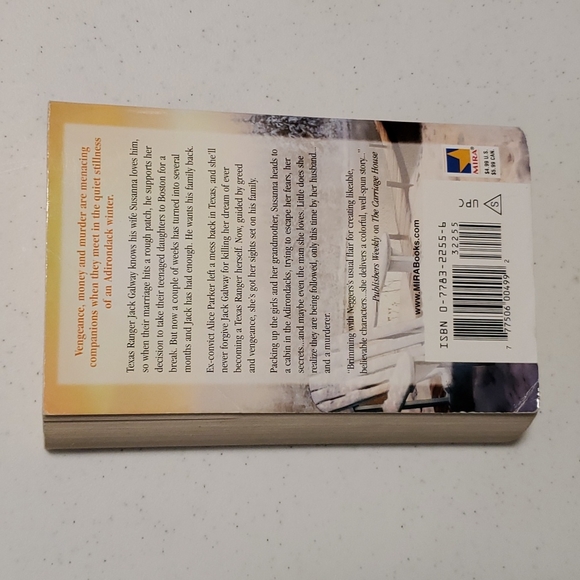 Vengeance, money and murder are menacing
companions when they meet in the quiet stillness
of an Adirondack winter.
Texas Ranger Jack Galway knows his wife Susanna loves him,
so when their marriage hits a rough patch, he supports her
decision to take their teenaged daughters to Boston for a
break. But now a couple of weeks has turned into several
months and Jack has had enough. He wants his family back.
Ex-convict Alice Parker left a mess back in Texas, and she'll
never forgive Jack Galway for killing her dream of ever
becoming a Texas Ranger herself. Now, guided by greed
and vengeance, she's got her sights set on his family.
Packing up the girls and her grandmother, Susanna heads to
a cabin in the Adirondacks, trying to escape her fears, her
secrets...and maybe even the man she loves. Little does she
realize they are being followed, only this time by her husband...
and a murderer.
"Brimming with Neggers's usual flair for creating likeable,
believable characters...she delivers a colorful, well-spun story."
—Publishers Weekly on The Carriage House
www.MIRABooks.com
ISBN 0-7783-2255-6
32255
7 77506 00499 2
MIRA®
$4.99 U.S.
$5.99 CAN.
S
UPC